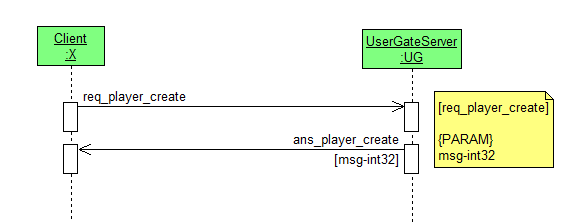 Client
:X
UserGateServer
:UG
req_player_create
[req_player_create]
{PARAM}
msg-int32
ans_player_create
[msg-int32]